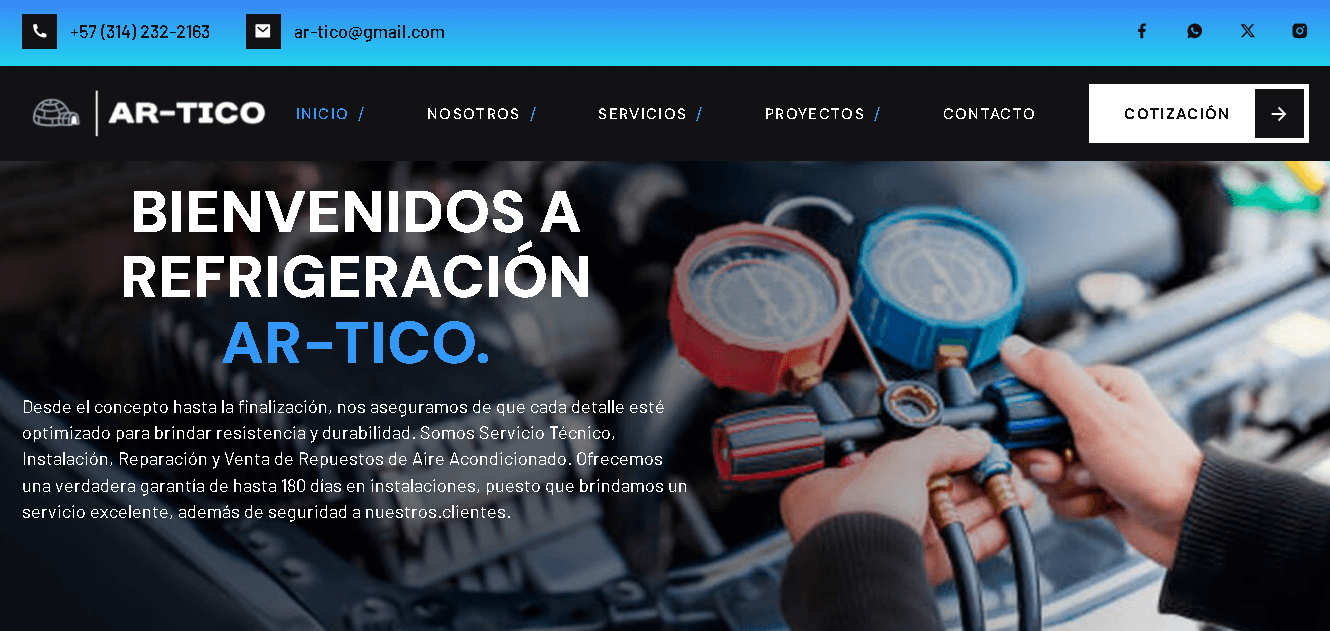 +57 (314) 232-2163
ar-tico@gmail.com
AR-TICO
INICIO /
NOSOTROS /
SERVICIOS /
PROYECTOS /
CONTACTO
COTIZACIÓN
BIENVENIDOS A
REFRIGERACIÓN
AR-TICO.
Desde el concepto hasta la finalización, nos aseguramos de que cada detalle esté
optimizado para brindar resistencia y durabilidad. Somos Servicio Técnico,
Instalación, Reparación y Venta de Repuestos de Aire Acondicionado. Ofrecemos
una verdadera garantía de hasta 180 días en instalaciones, puesto que brindamos un
servicio excelente, además de seguridad a nuestros.clientes.